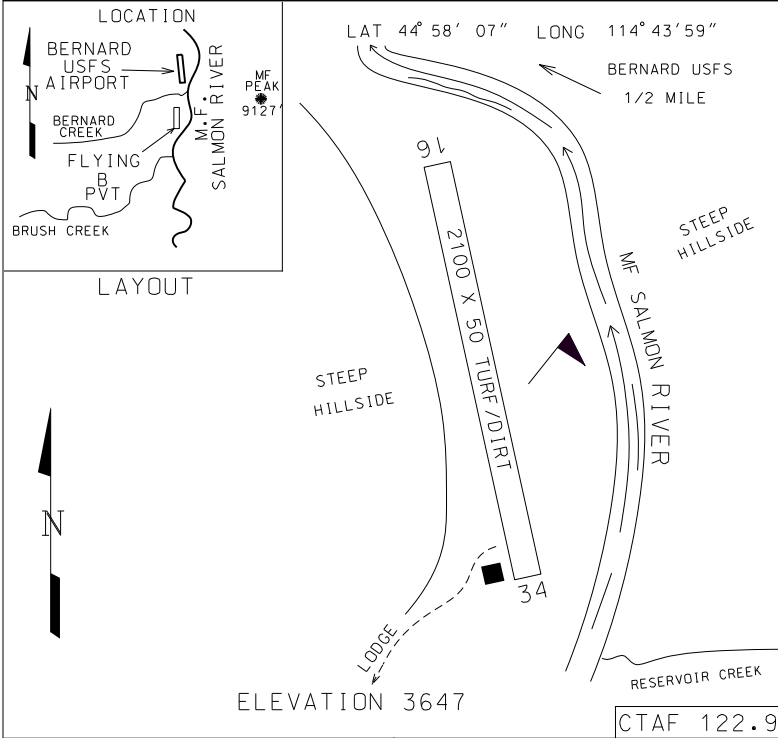 LOCATION
BERNARD
USFS
AIRPORT
N
BERNARD
CREEK
FLYING
B
PVT
BRUSH CREEK
M.F.
SALMON RIVER
MF
PEAK
9127'
LAYOUT
LAT 44° 58' 07" LONG 114° 43' 59"
BERNARD USFS
1/2 MILE
16
2100 X 50 TURF/DIRT
34
STEEP
HILLSIDE
MF SALMON RIVER
STEEP
HILLSIDE
N
LODGE
RESERVOIR CREEK
ELEVATION 3647
CTAF 122.9